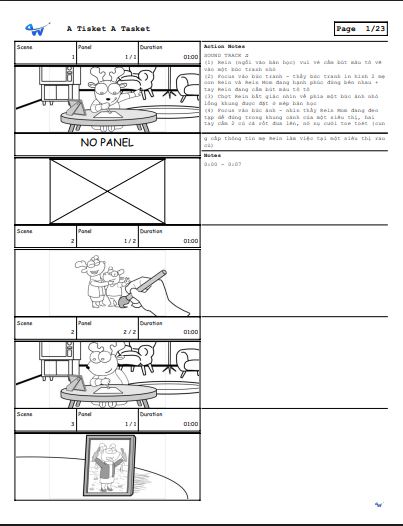 A Tisket A Tasket
Page 1/23
Scene Panel Duration
1 1 / 1 01:00
Action Notes
SOUND TRACK ♫
(1) Rein (ngồi vào bàn học) vui vẻ cầm bút màu tô vẽ
vào một bức tranh nhỏ
(2) Focus vào bức tranh - thấy bức tranh in hình 2 mẹ
con Rein và Rein Mom đang hạnh phúc đứng bên nhau +
tay Rein đang cầm bút màu tô tô
(3) Chợt Rein bất giác nhìn về phía một bức ảnh nhỏ
lồng khung được đặt ở mép bàn học
(4) Focus vào bức ảnh - nhìn thấy Rein Mom đang đeo
tạp dề đứng trong khung cảnh của một siêu thị, hai
tay cầm 2 củ cà rốt đưa lên, nở nụ cười toe toét (cun
NO PANEL
g cấp thông tin mẹ Rein làm việc tại một siêu thị rau
củ)
Notes
0:00 - 0:07
Scene Panel Duration
2 1 / 2 01:00
Scene Panel Duration
2 2 / 2 01:00
Scene Panel Duration
3 1 / 1 01:00